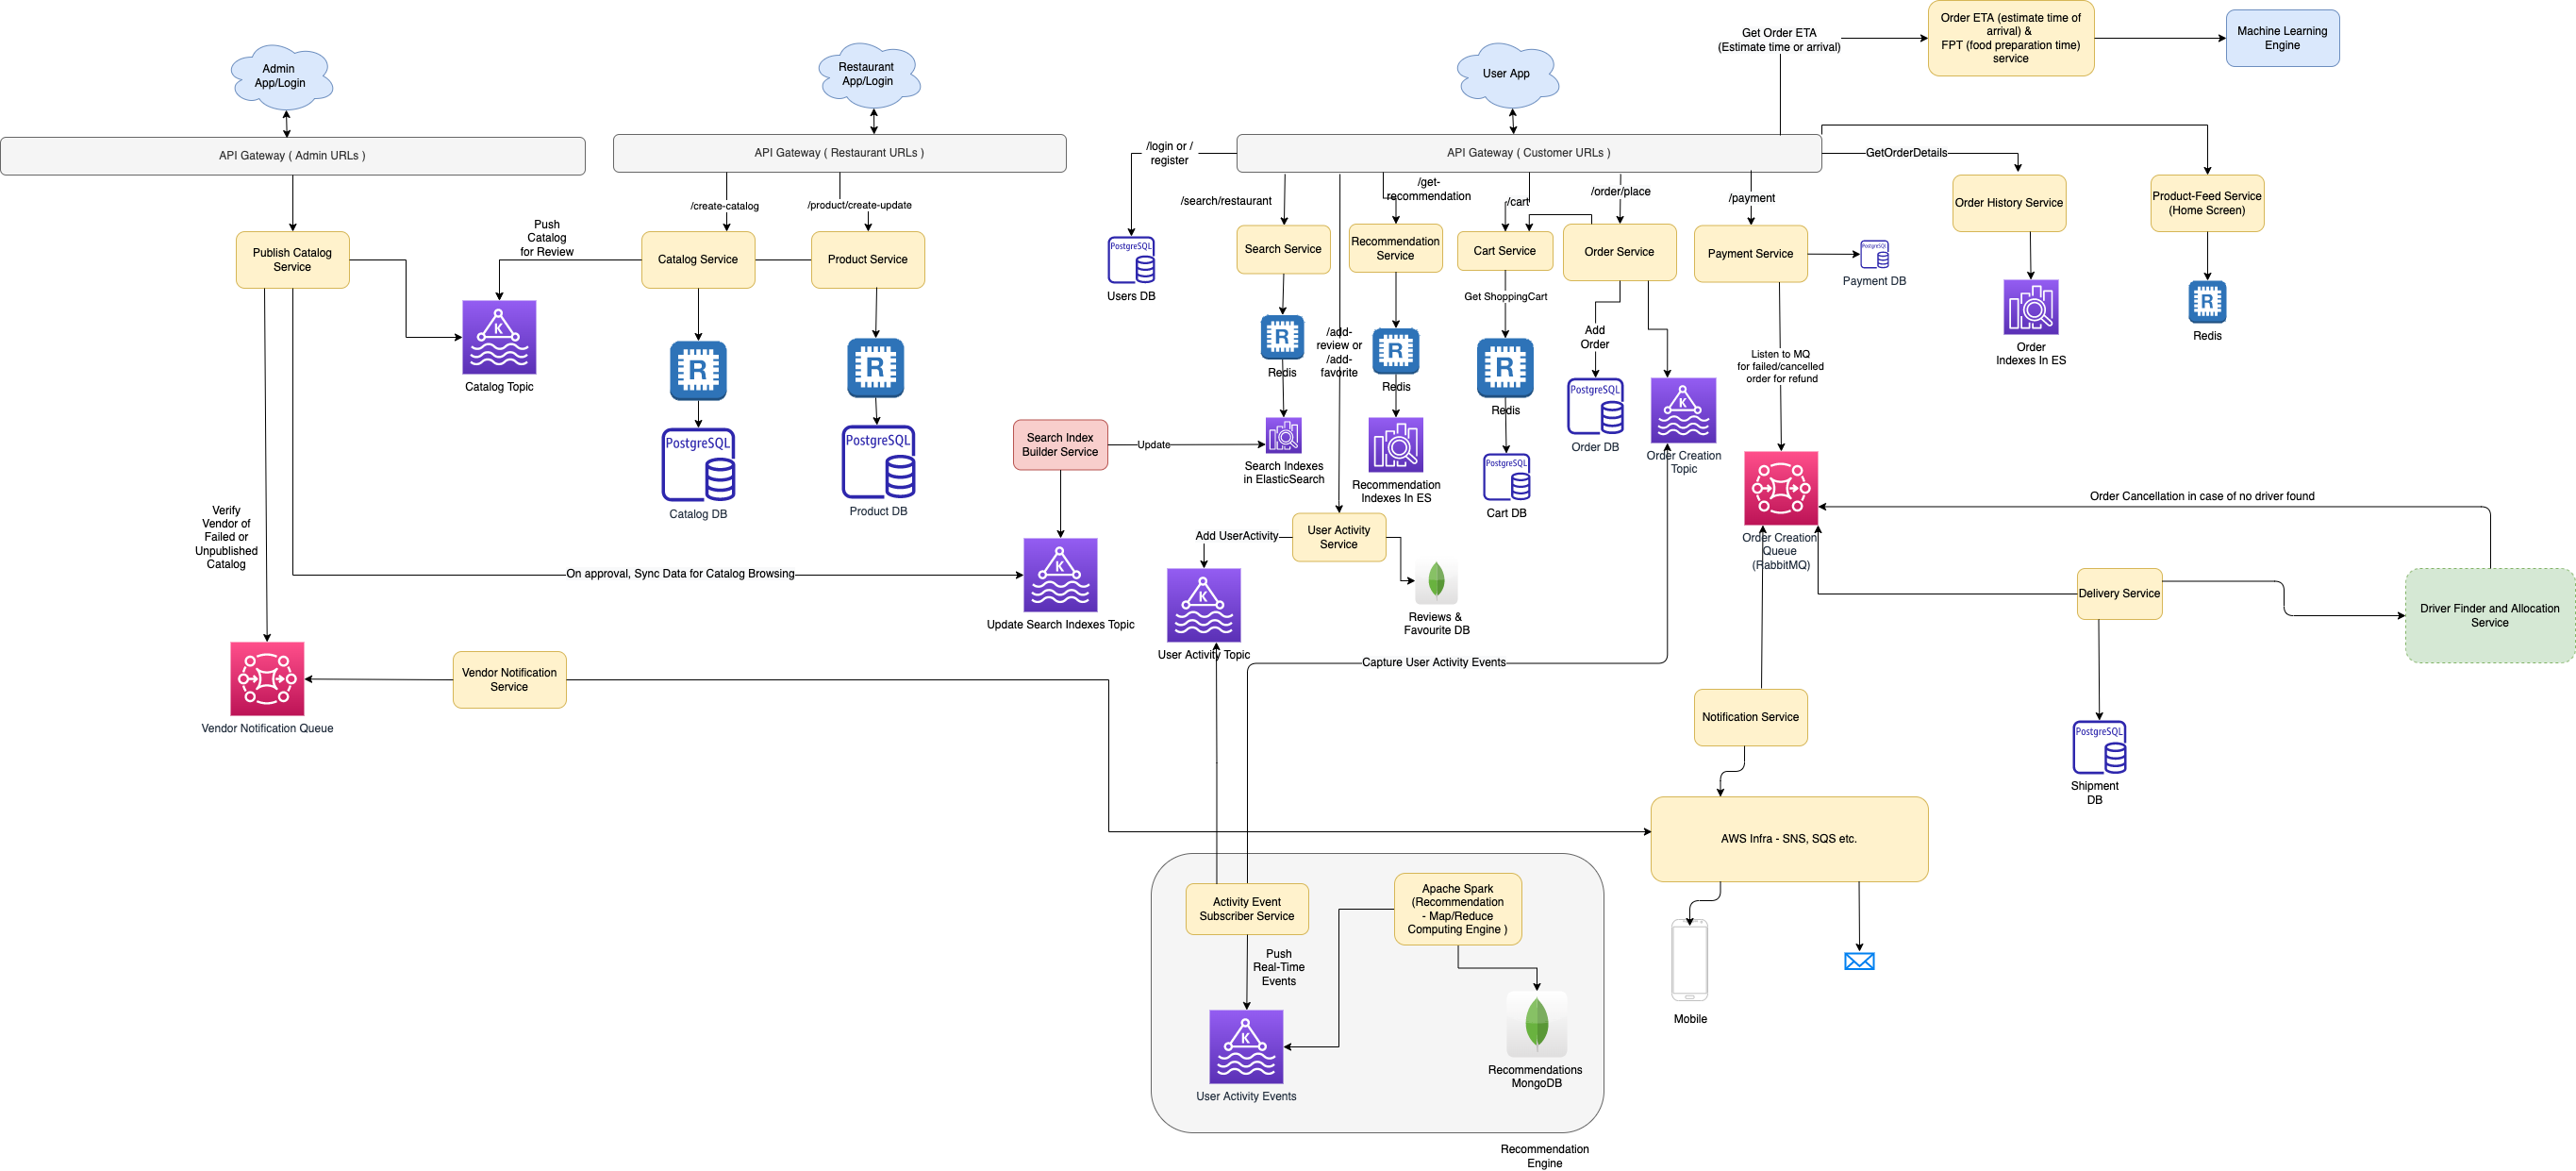 Get Order ETA
(Estimate time or arrival)
Order ETA (estimate time of
arrival) &
FPT (food preparation time)
service
Machine Learning
Engine
Admin
App/Login
Restaurant
App/Login
User App
API Gateway ( Admin URLs )
API Gateway ( Restaurant URLs )
/login or /
register
API Gateway ( Customer URLs )
GetOrderDetails
/create-catalog
/product/create-update
/search/restaurant
/get-
recommendation
/cart
/order/place
/payment
Order History Service
Product-Feed Service
(Home Screen)
Push
Catalog
for Review
Publish Catalog
Service
Catalog Service
Product Service
PostgreSQL
Users DB
Search Service
Recommendation
Service
Cart Service
Order Service
Payment Service
PostgreSQL
Payment DB
K
Catalog Topic
R
R
Get ShoppingCart
R
Redis
/add-
review or
/add-
favorite
R
Redis
R
Redis
Add
Order
Listen to MQ
for failed/cancelled
order for refund
Order
Indexes In ES
R
Redis
PostgreSQL
Catalog DB
PostgreSQL
Product DB
Search Index
Builder Service
Update
Search Indexes
in ElasticSearch
Recommendation
Indexes In ES
PostgreSQL
Cart DB
PostgreSQL
Order DB
K
Order Creation
Topic
Order Creation
Queue
(RabbitMQ)
Order Cancellation in case of no driver found
Verify
Vendor of
Failed or
Unpublished
Catalog
On approval, Sync Data for Catalog Browsing
K
Update Search Indexes Topic
Add UserActivity
User Activity
Service
K
User Activity Topic
Reviews &
Favourite DB
Capture User Activity Events
Delivery Service
Driver Finder and Allocation
Service
Vendor Notification Queue
Vendor Notification
Service
Notification Service
PostgreSQL
Shipment
DB
AWS Infra - SNS, SQS etc.
Mobile
Activity Event
Subscriber Service
Apache Spark
(Recommendation
- Map/Reduce
Computing Engine )
Push
Real-Time
Events
K
User Activity Events
Recommendations
MongoDB
Recommendation
Engine